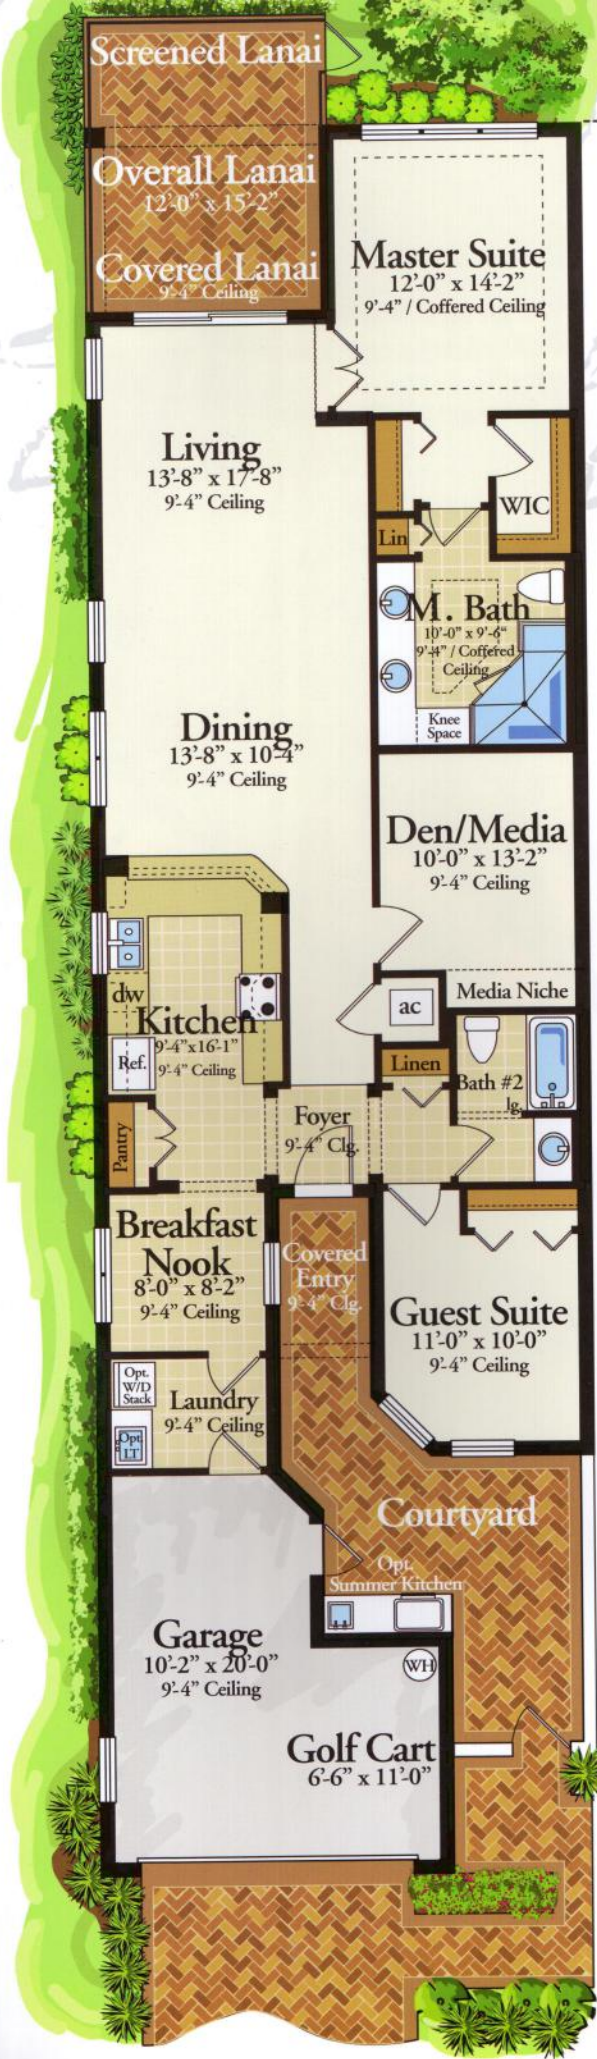 Screened Lanai
Overall Lanai
12'-0" x 15'-2"
Covered Lanai
9'-4" Ceiling
Master Suite
12'-0" x 14'-2"
9'-4" / Coffered Ceiling
Living
13'-8" x 17'-8"
9'-4" Ceiling
WIC
Lin
M. Bath
10'-0" x 9'-6"
9'-4" / Coffered
Ceiling
Knee
Space
Dining
13'-8" x 10'-4"
9'-4" Ceiling
Den/Media
10'-0" x 13'-2"
9'-4" Ceiling
Media Niche
ac
dw
Kitchen
9'-4"x16'-1"
9'-4" Ceiling
Ref.
Linen
Bath #2
lg.
Foyer
9'-4" Clg.
Pantry
Breakfast
Nook
8'-0" x 8'-2"
9'-4" Ceiling
Covered
Entry
9'-4" Clg.
Guest Suite
11'-0" x 10'-0"
9'-4" Ceiling
Opt.
W/D
Stack
Laundry
9'-4" Ceiling
Opt
LT
Courtyard
Opt.
Summer Kitchen
Garage
10'-2" x 20'-0"
9'-4" Ceiling
WH
Golf Cart
6'-6" x 11'-0"